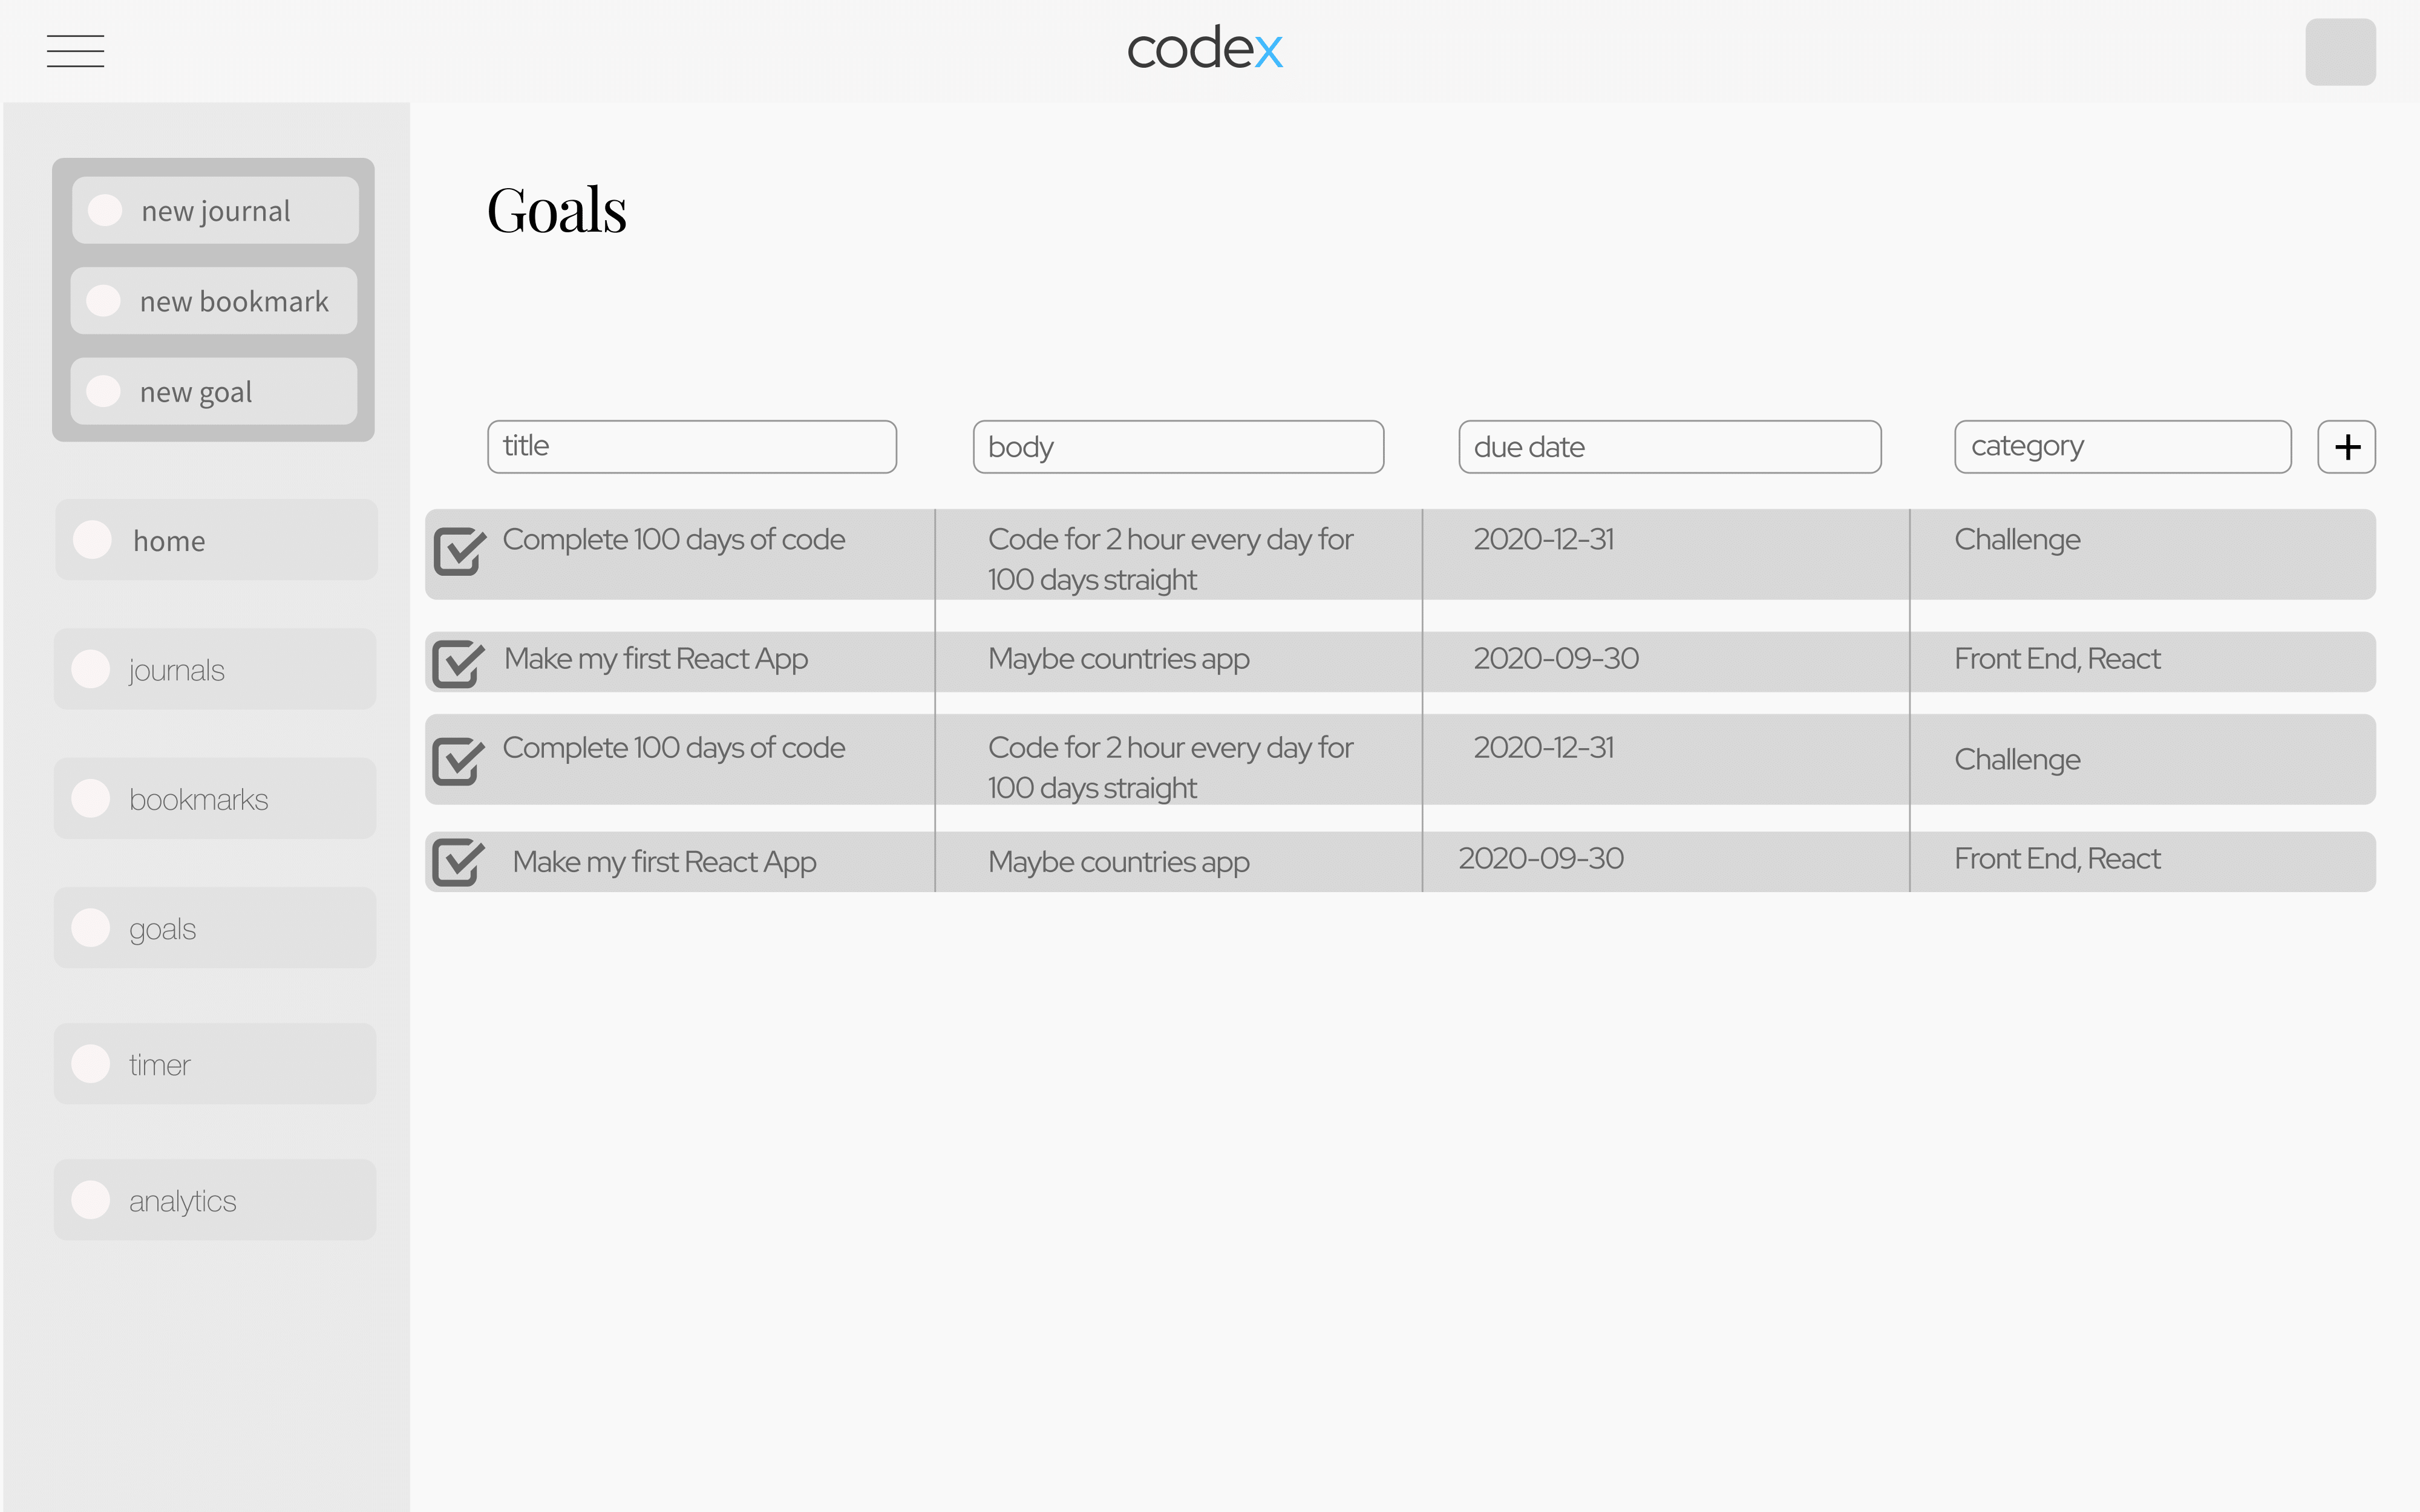 codex
new journal
new bookmark
new goal
home
journals
bookmarks
goals
timer
analytics
Goals
title
body
due date
category
+
Complete 100 days of code
Code for 2 hour every day for
100 days straight
2020-12-31
Challenge
Make my first React App
Maybe countries app
2020-09-30
Front End, React
Complete 100 days of code
Code for 2 hour every day for
100 days straight
2020-12-31
Challenge
Make my first React App
Maybe countries app
2020-09-30
Front End, React